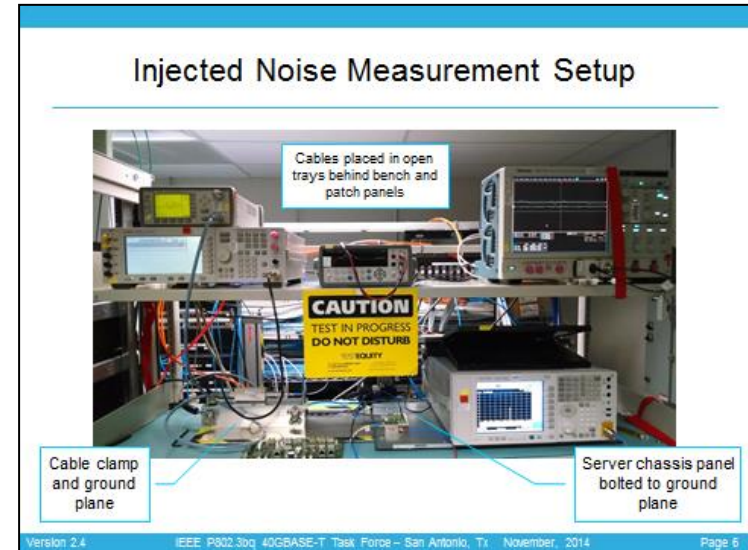 Injected Noise Measurement Setup
Cables placed in open
trays behind bench and
patch panels
CAUTION
TEST IN PROGRESS
DO NOT DISTURB
TESTEQUITY
Cable clamp
and ground
plane
Server chassis panel
bolted to ground
plane
Version 2.4
IEEE P802.3bq 40GBASE-T Task Force – San Antonio, Tx November, 2014
Page 6